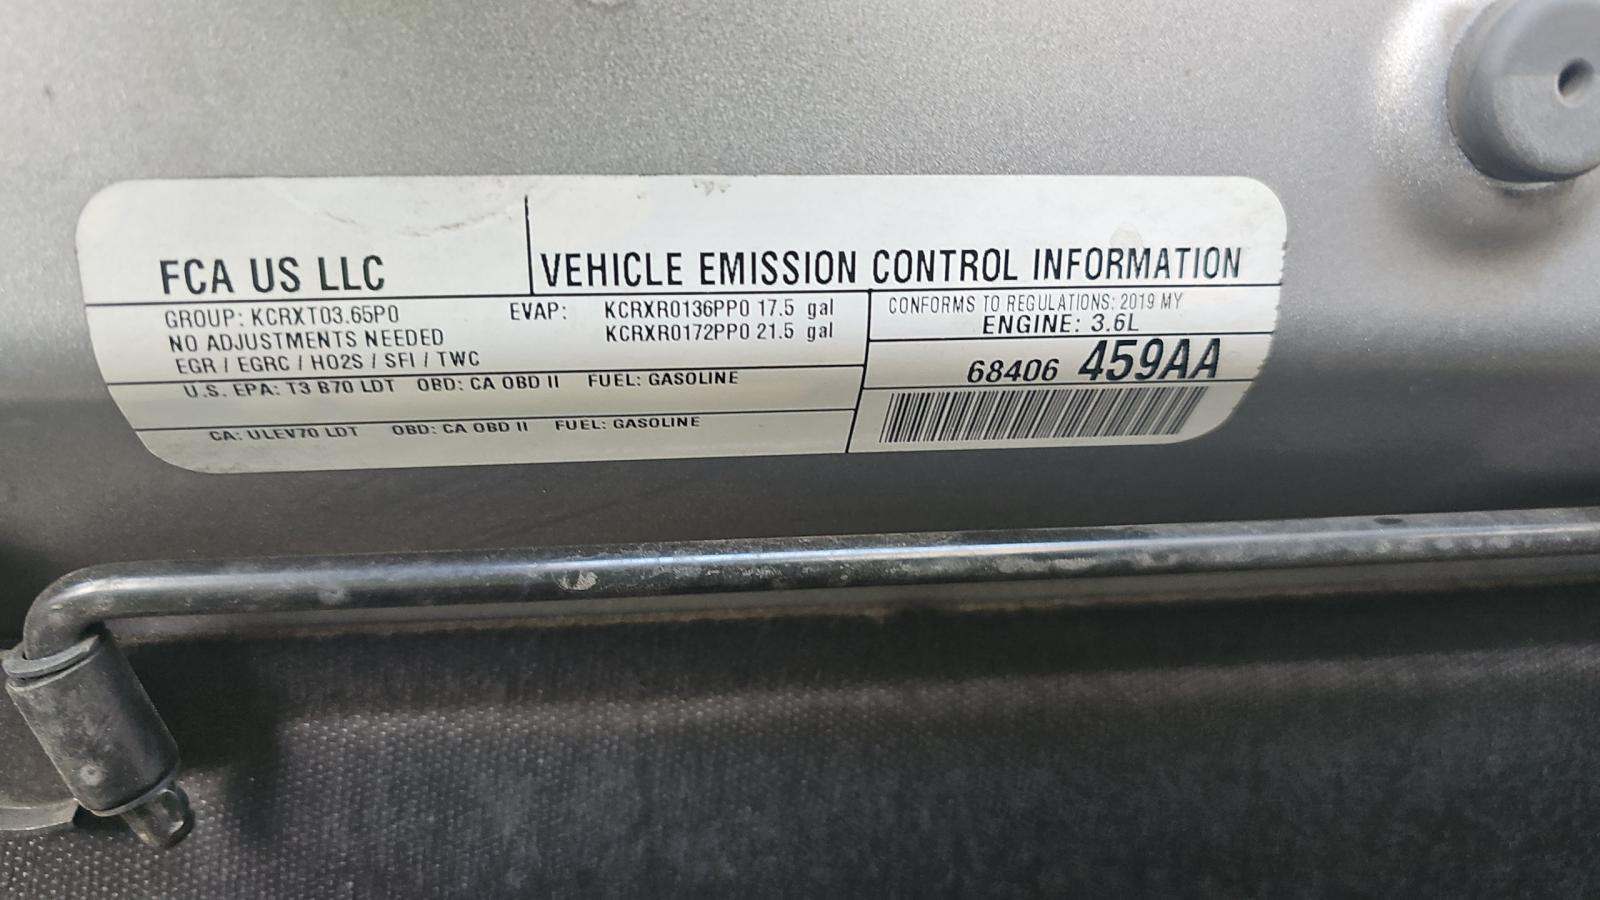 FCA US LLC
VEHICLE EMISSION CONTROL INFORMATION
GROUP: KCRXT03.65P0
NO ADJUSTMENTS NEEDED
EGR / EGRC / HO2S / SFI / TWC
EVAP: KCRXR0136PP0 17.5 gal
KCRXR0172PP0 21.5 gal
CONFORMS TO REGULATIONS: 2019 MY
ENGINE: 3.6L
68406 459AA
U.S. EPA: T3 B70 LDT OBD: CA OBD II FUEL: GASOLINE
CA: ULEV70 LDT OBD: CA OBD II FUEL: GASOLINE